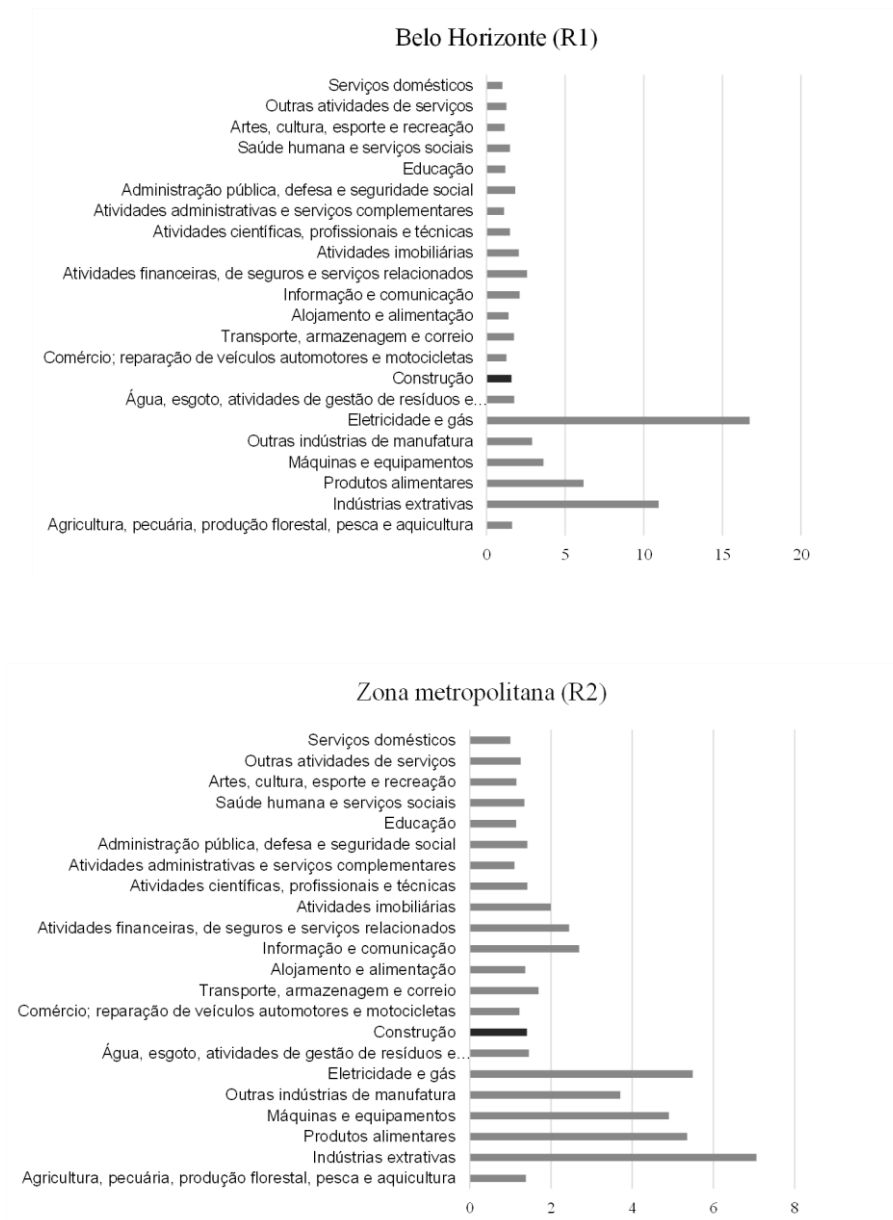 Belo Horizonte (R1)
Serviços domésticos
Outras atividades de serviços
Artes, cultura, esporte e recreação
Saúde humana e serviços sociais
Educação
Administração pública, defesa e seguridade social
Atividades administrativas e serviços complementares
Atividades científicas, profissionais e técnicas
Atividades imobiliárias
Atividades financeiras, de seguros e serviços relacionados
Informação e comunicação
Alojamento e alimentação
Transporte, armazenagem e correio
Comércio; reparação de veículos automotores e motocicletas
Construção
Água, esgoto, atividades de gestão de resíduos e...
Eletricidade e gás
Outras indústrias de manufatura
Máquinas e equipamentos
Produtos alimentares
Indústrias extrativas
Agricultura, pecuária, produção florestal, pesca e aquicultura
0 5 10 15 20
Zona metropolitana (R2)
Serviços domésticos
Outras atividades de serviços
Artes, cultura, esporte e recreação
Saúde humana e serviços sociais
Educação
Administração pública, defesa e seguridade social
Atividades administrativas e serviços complementares
Atividades científicas, profissionais e técnicas
Atividades imobiliárias
Atividades financeiras, de seguros e serviços relacionados
Informação e comunicação
Alojamento e alimentação
Transporte, armazenagem e correio
Comércio; reparação de veículos automotores e motocicletas
Construção
Água, esgoto, atividades de gestão de resíduos e...
Eletricidade e gás
Outras indústrias de manufatura
Máquinas e equipamentos
Produtos alimentares
Indústrias extrativas
Agricultura, pecuária, produção florestal, pesca e aquicultura
0 2 4 6 8